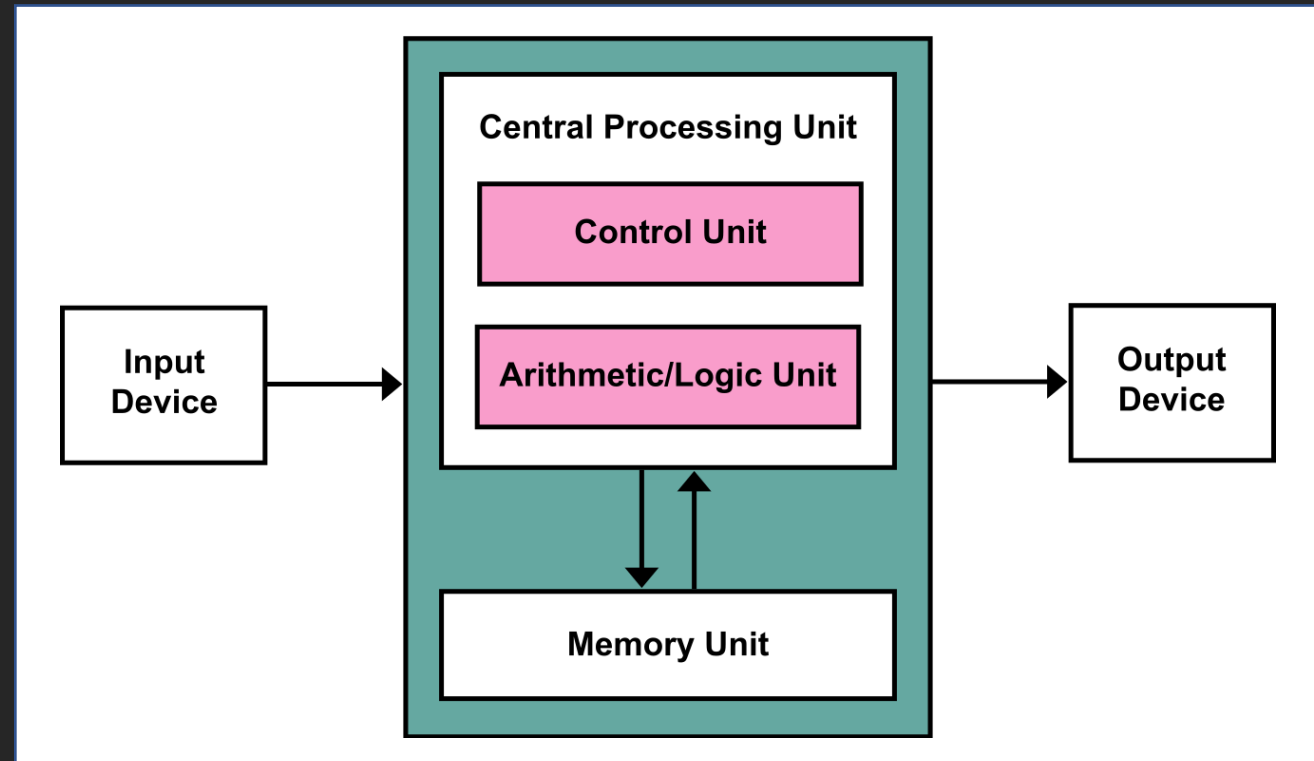 Central Processing Unit
Control Unit
Arithmetic/Logic Unit
Input
Device
Output
Device
Memory Unit